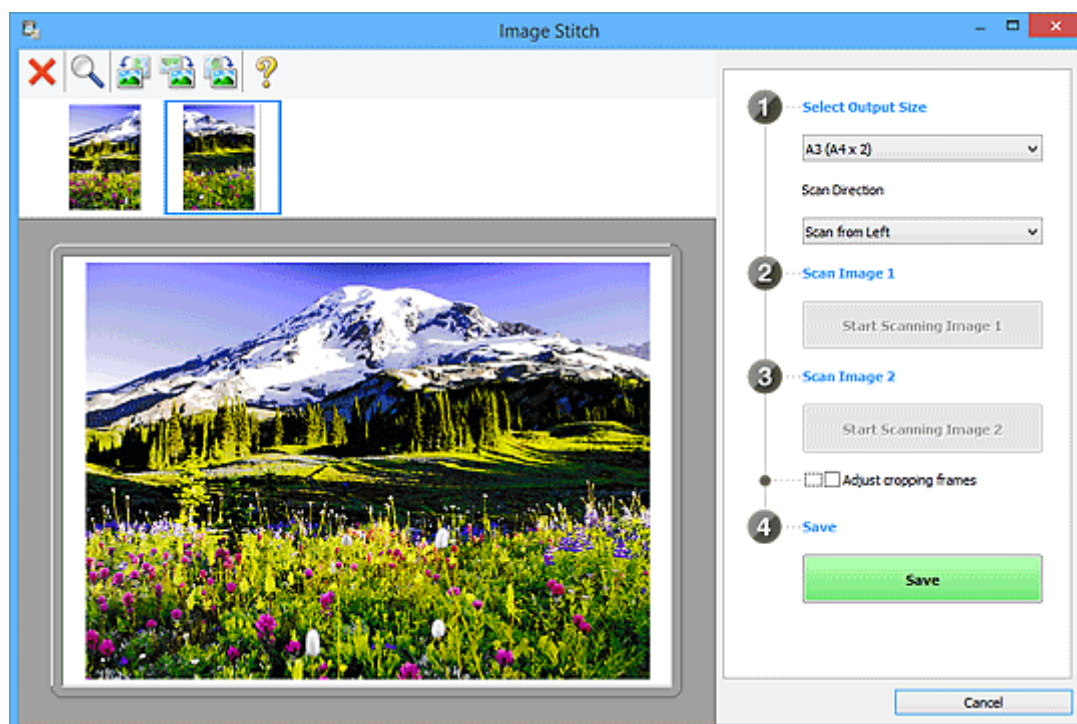 Image Stitch
1
Select Output Size
A3 (A4 x 2)
Scan Direction
Scan from Left
2
Scan Image 1
Start Scanning Image 1
3
Scan Image 2
Start Scanning Image 2
Adjust cropping frames
4
Save
Save
Cancel